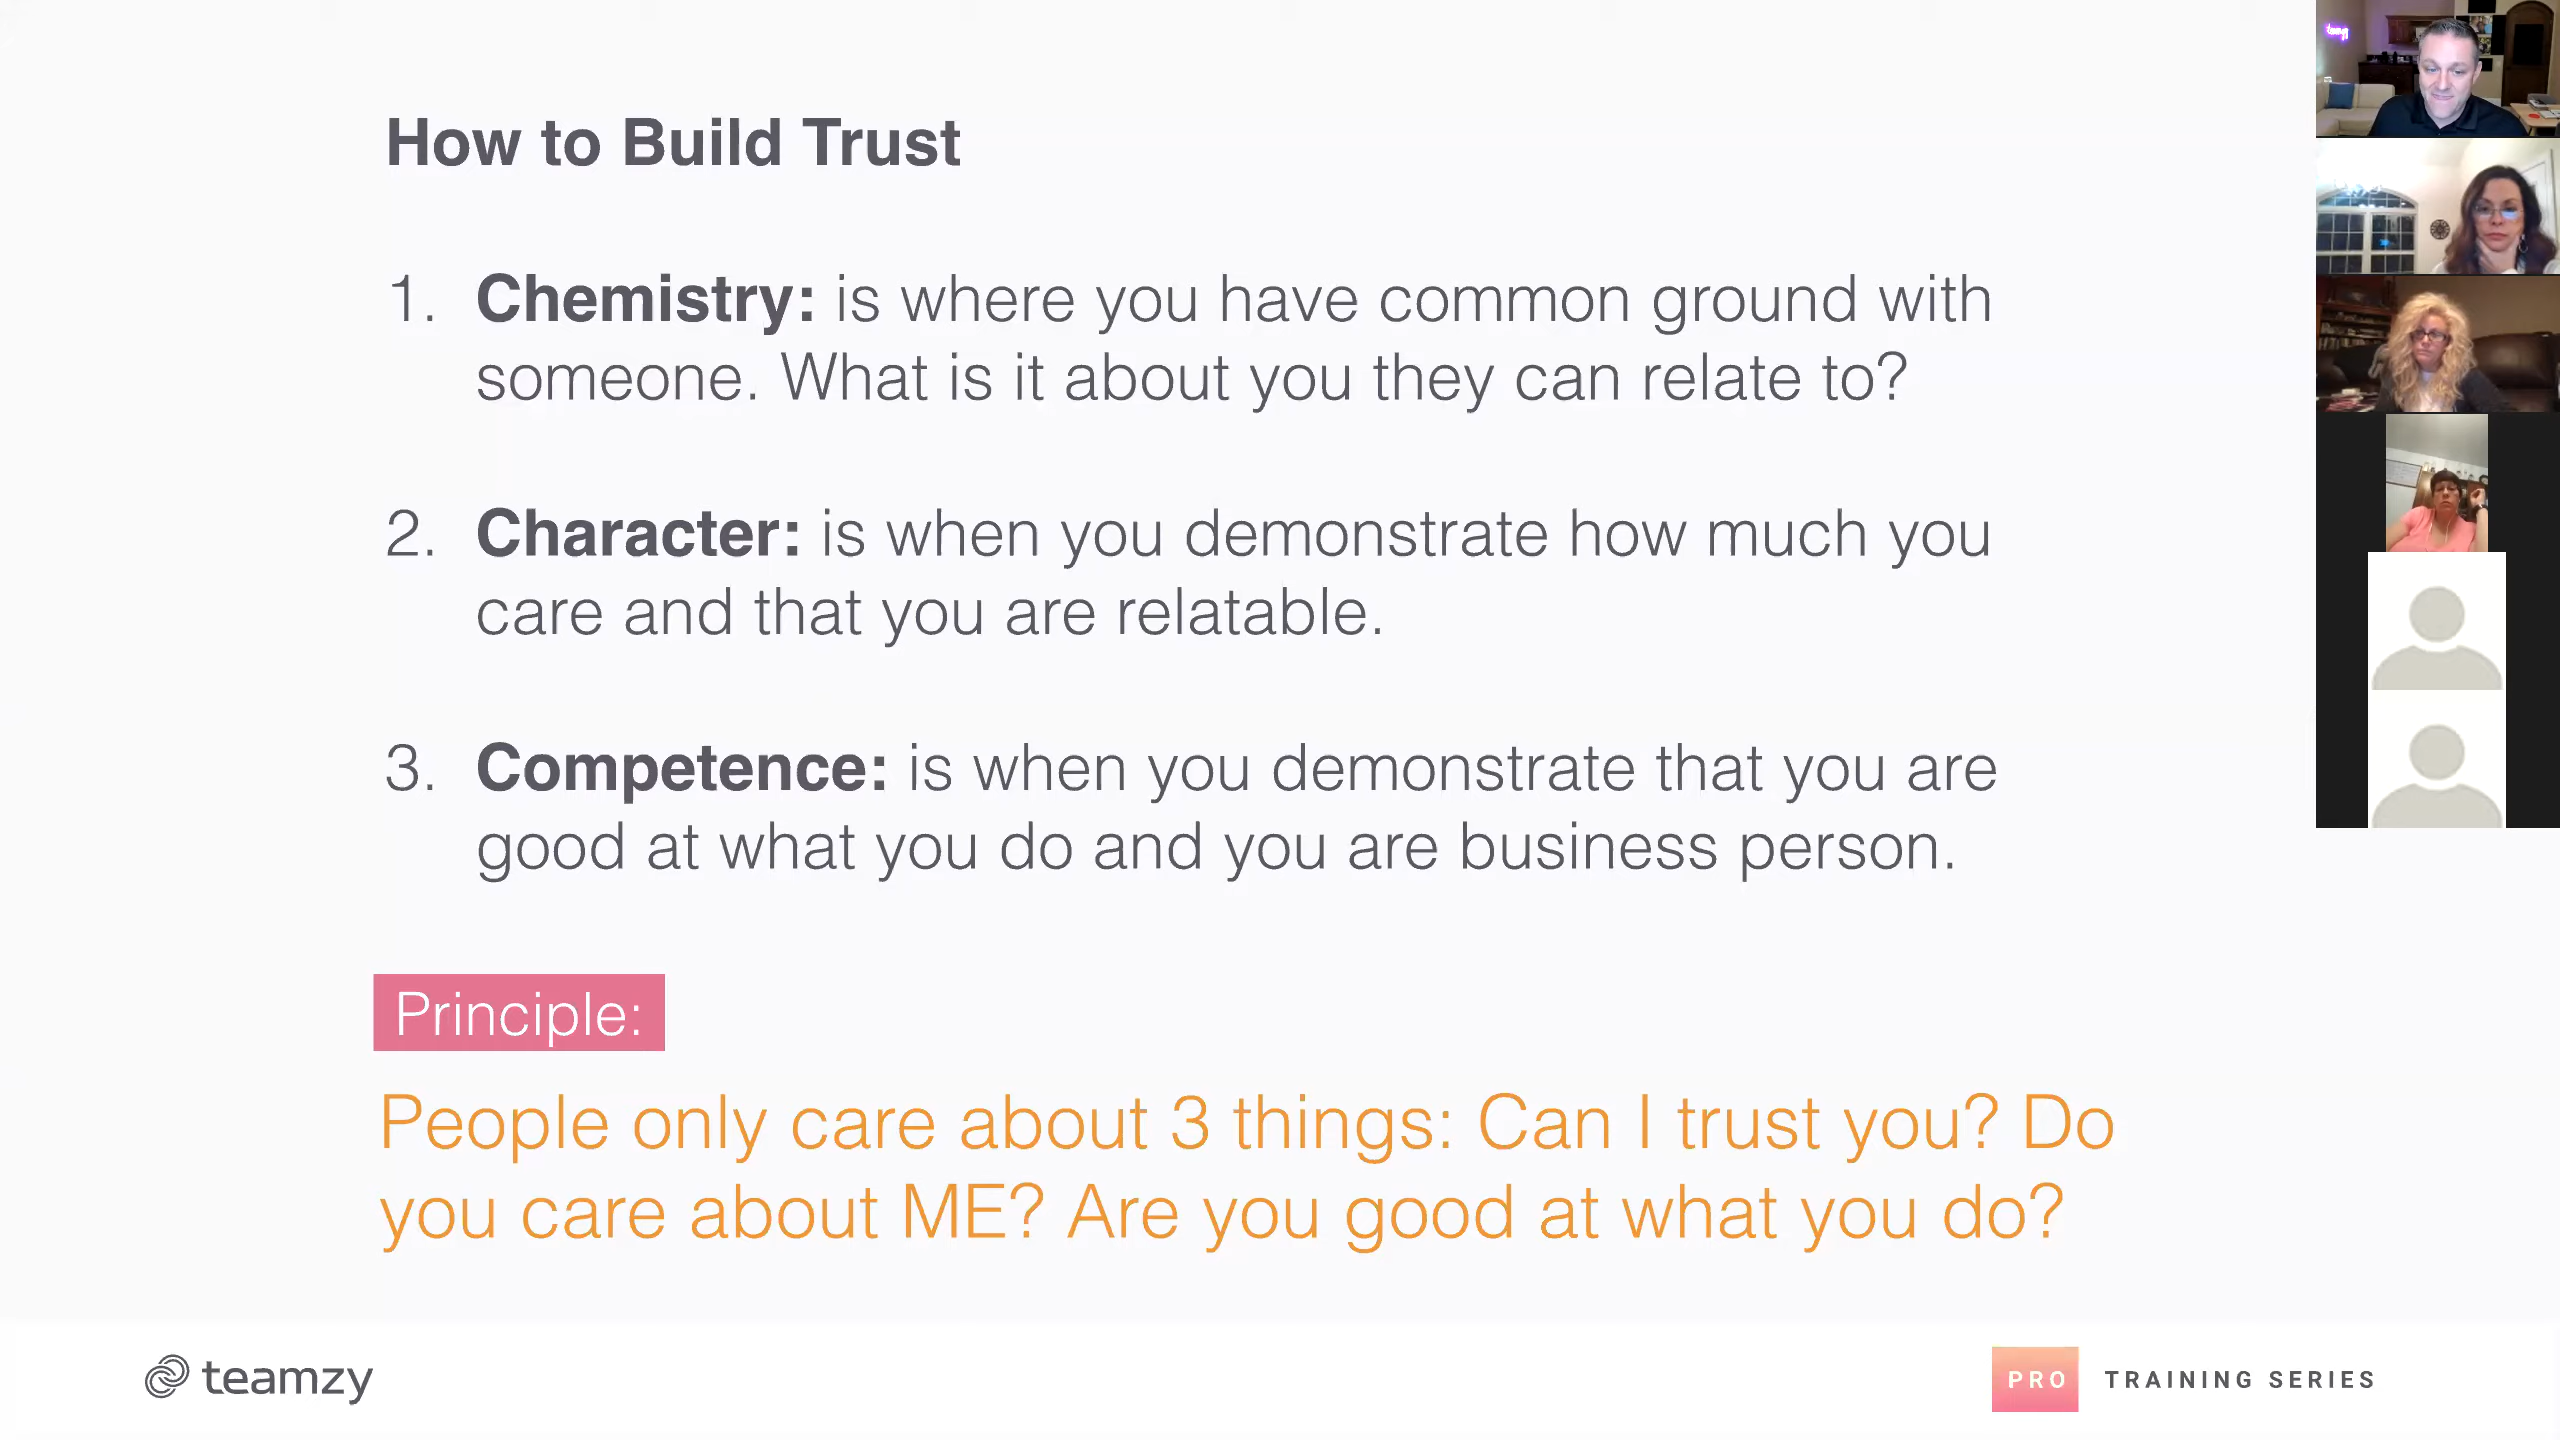 How to Build Trust
1. Chemistry: is where you have common ground with
someone. What is it about you they can relate to?
2. Character: is when you demonstrate how much you
care and that you are relatable.
3. Competence: is when you demonstrate that you are
good at what you do and you are business person.
Principle:
People only care about 3 things: Can I trust you? Do
you care about ME? Are you good at what you do?
teamzy
PRO TRAINING SERIES